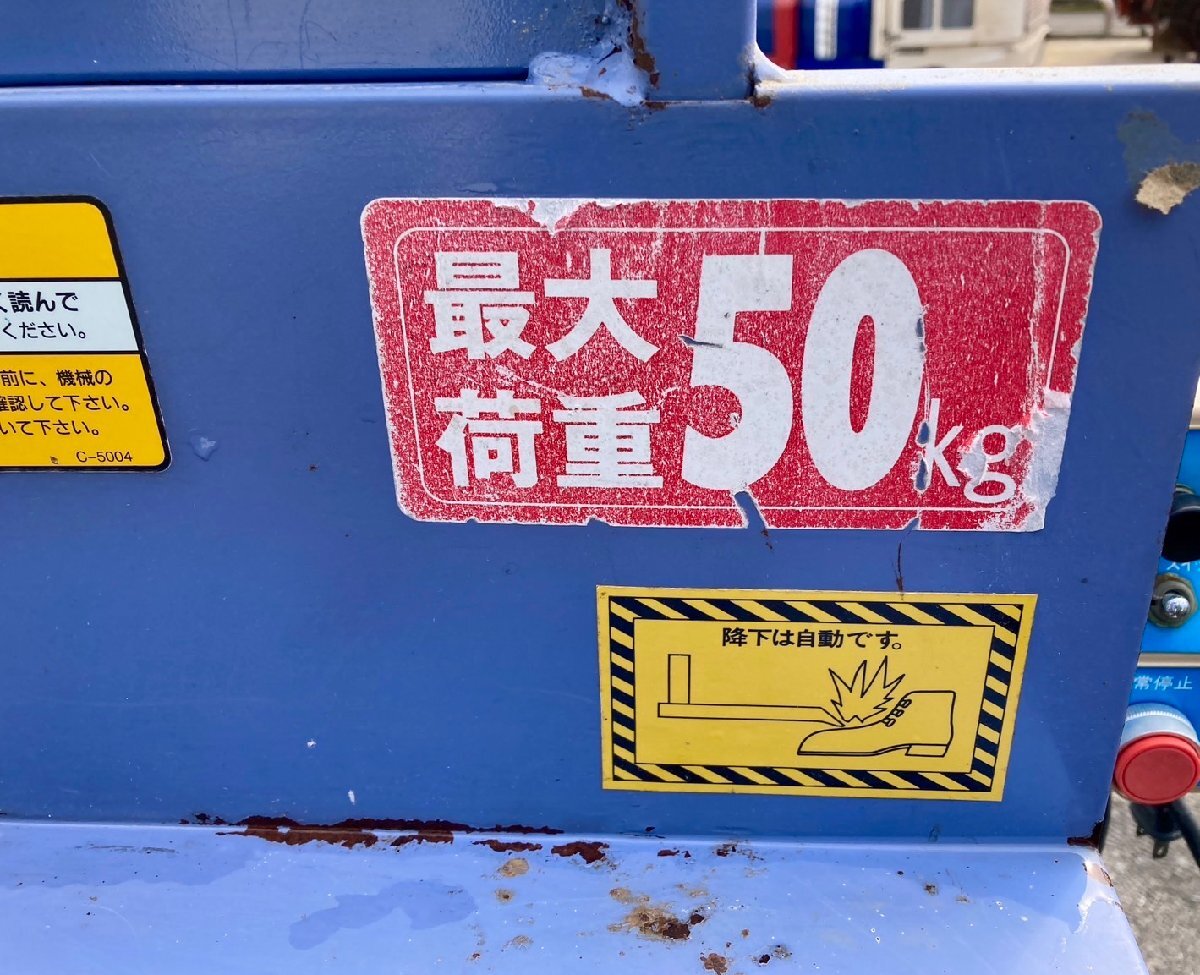 く読んで
ください。
前に、機械の
確認して下さい。
いて下さい。
C-5004
最大
荷重
50kg
降下は自動です。
常停止